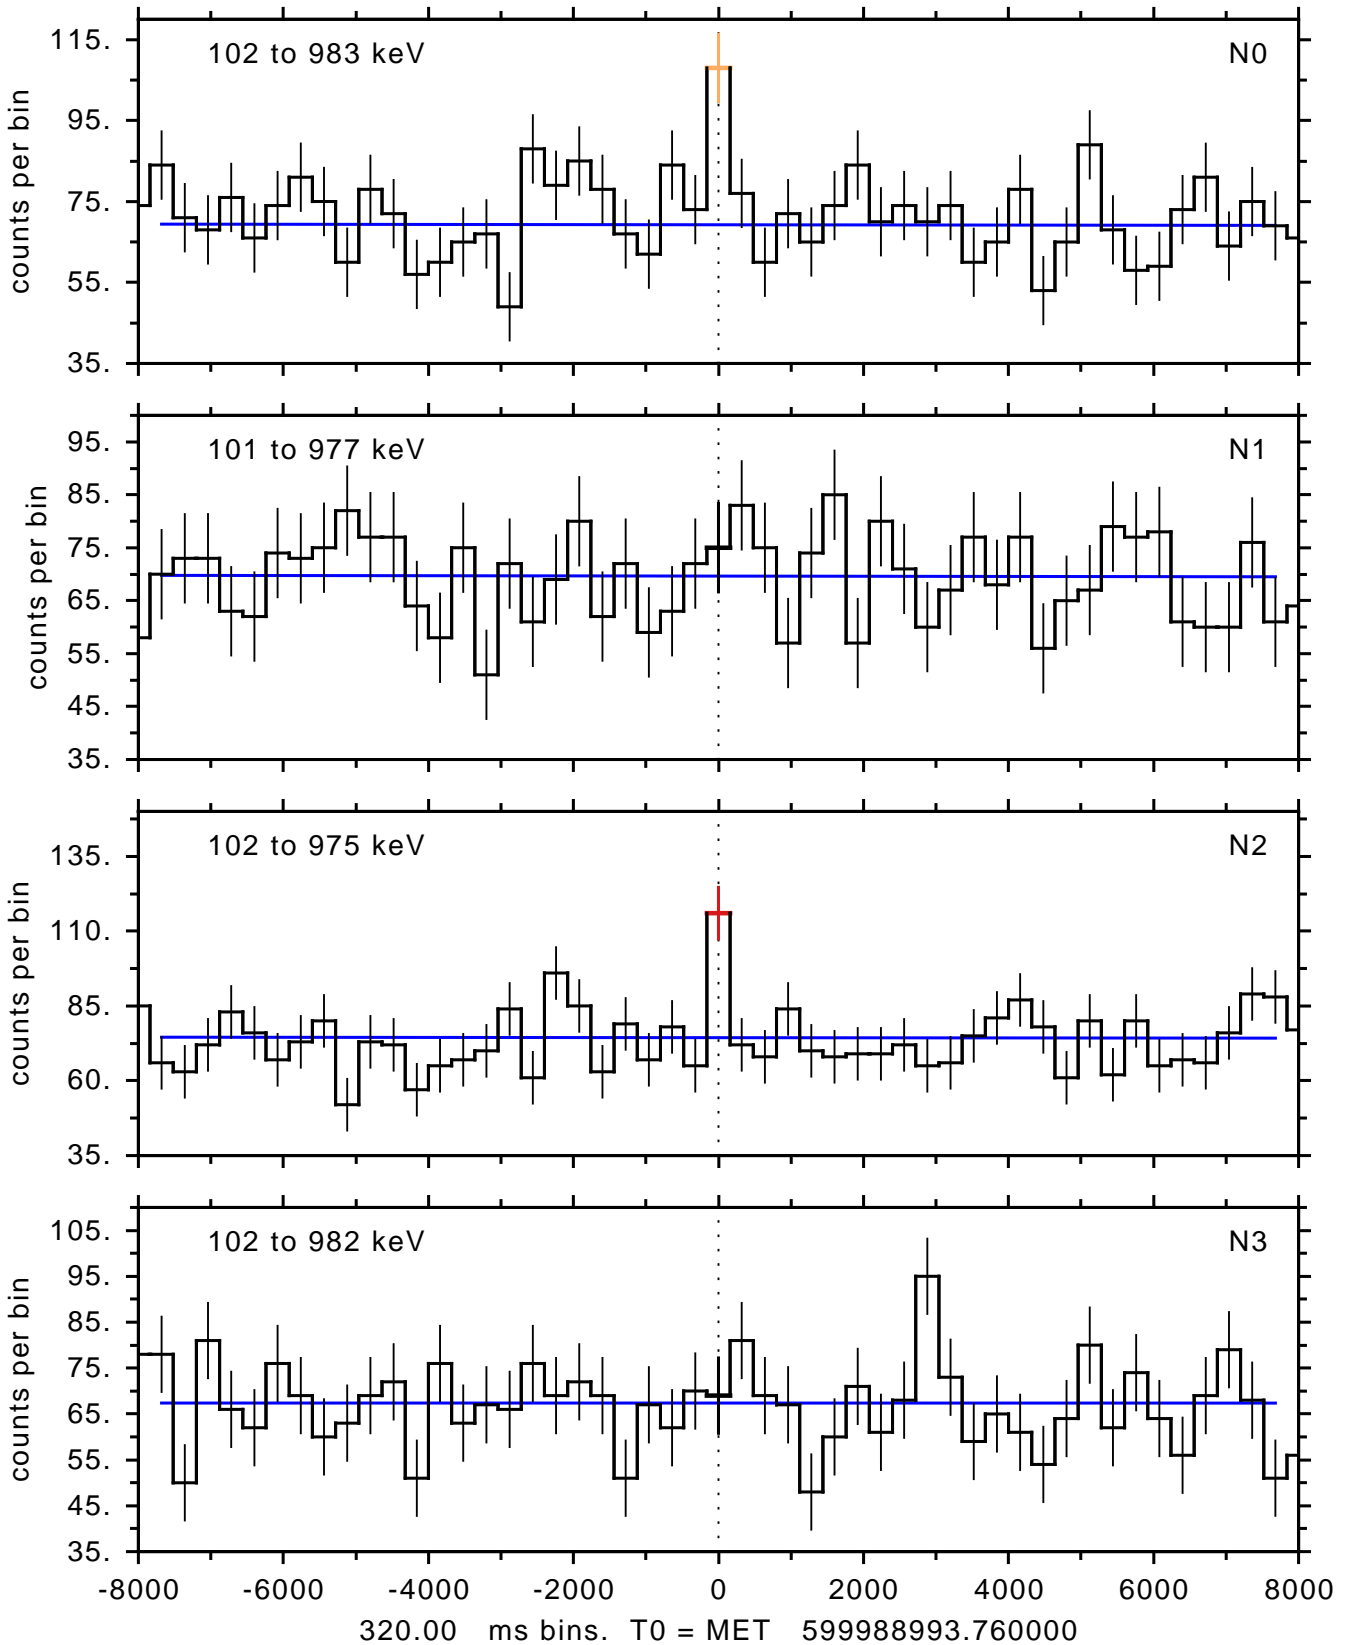 102 to 983 keV N0
115.
95.
75.
55.
35.
counts per bin
101 to 977 keV N1
95.
85.
75.
65.
55.
45.
35.
counts per bin
102 to 975 keV N2
135.
110.
85.
60.
35.
counts per bin
102 to 982 keV N3
105.
95.
85.
75.
65.
55.
45.
35.
counts per bin
-8000 -6000 -4000 -2000 0 2000 4000 6000 8000
320.00 ms bins. T0 = MET 599988993.760000